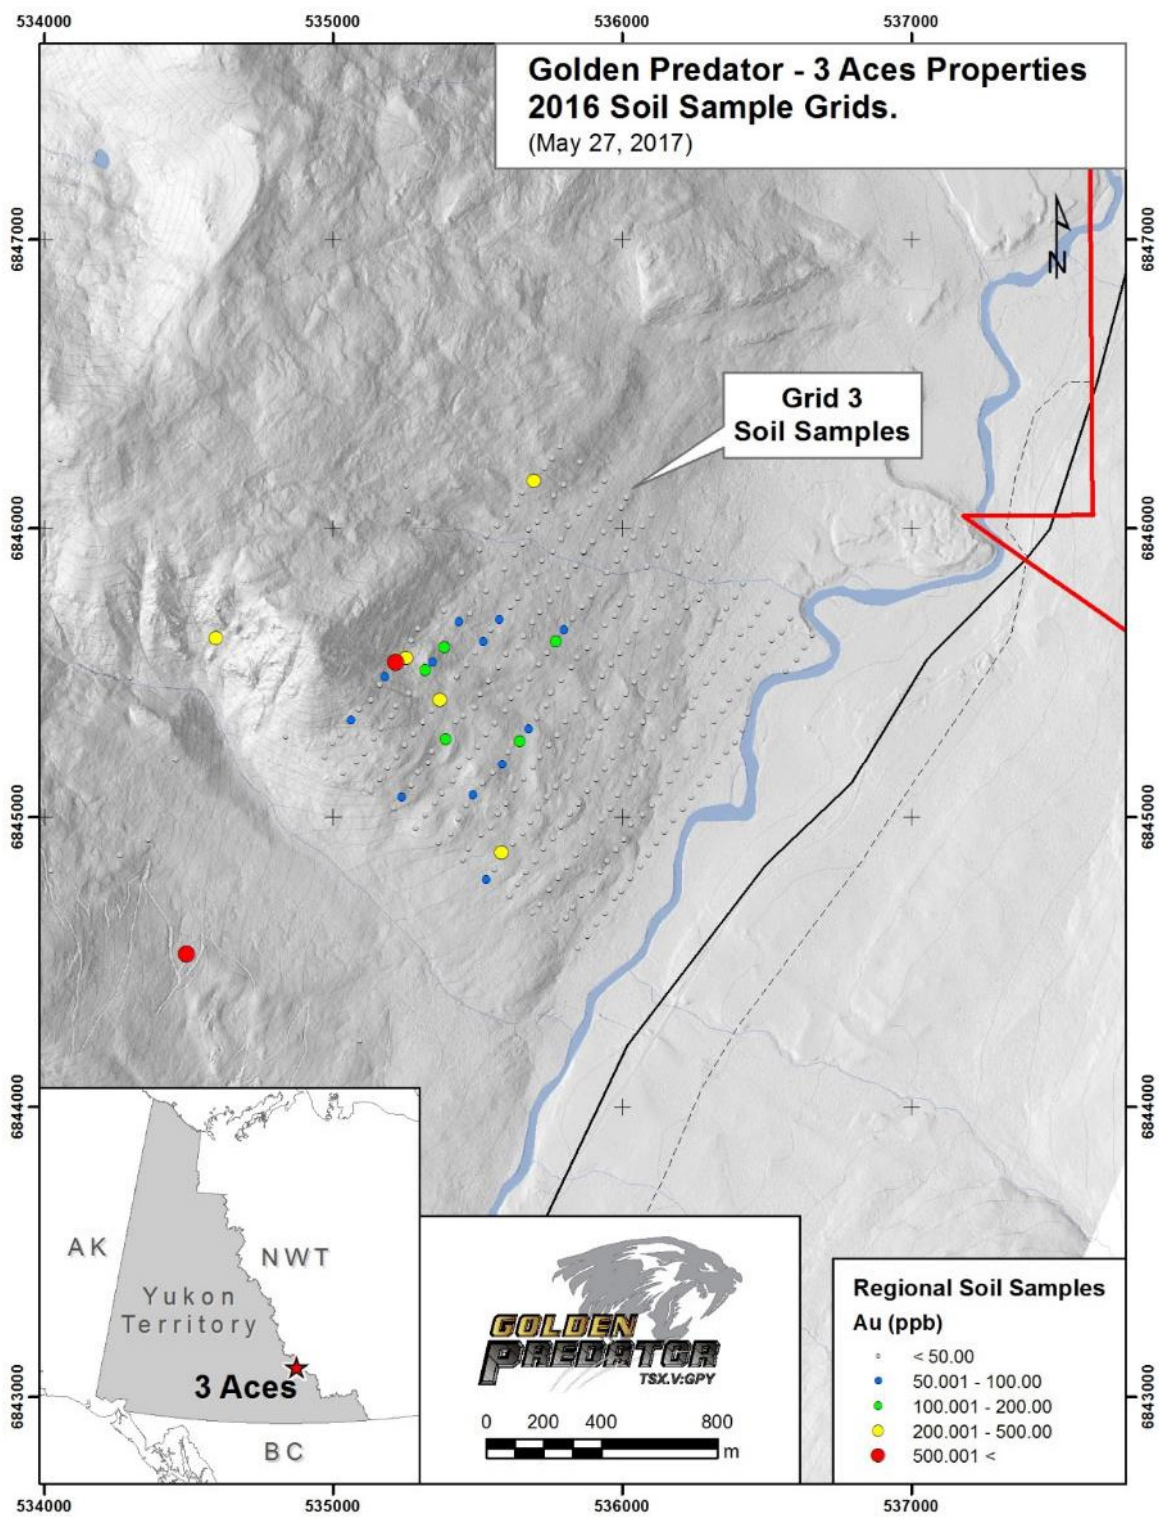 534000
535000
536000
537000
Golden Predator - 3 Aces Properties
2016 Soil Sample Grids.
(May 27, 2017)
6847000
6847000
N
Grid 3
Soil Samples
6846000
6846000
6845000
6845000
6844000
6844000
AK
NWT
Yukon
Territory
3 Aces
BC
6843000
6843000
GOLDEN
PREDATOR
TSX.V:GPY
0 200 400 800
m
Regional Soil Samples
Au (ppb)
< 50.00
50.001 - 100.00
100.001 - 200.00
200.001 - 500.00
500.001 <
534000
535000
536000
537000